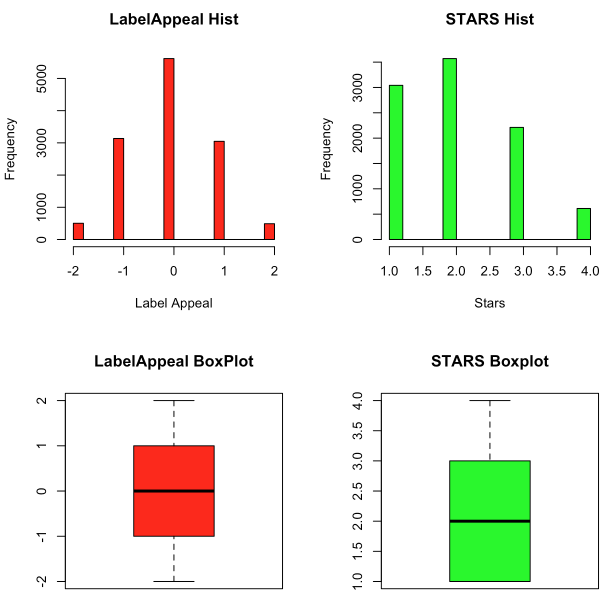 LabelAppeal Hist
Frequency
5000
3000
1000
0
-2 -1 0 1 2
Label Appeal
STARS Hist
Frequency
3000
2000
1000
0
1.0 1.5 2.0 2.5 3.0 3.5 4.0
Stars
LabelAppeal BoxPlot
2
1
0
-1
-2
STARS Boxplot
4.0
3.5
3.0
2.5
2.0
1.5
1.0